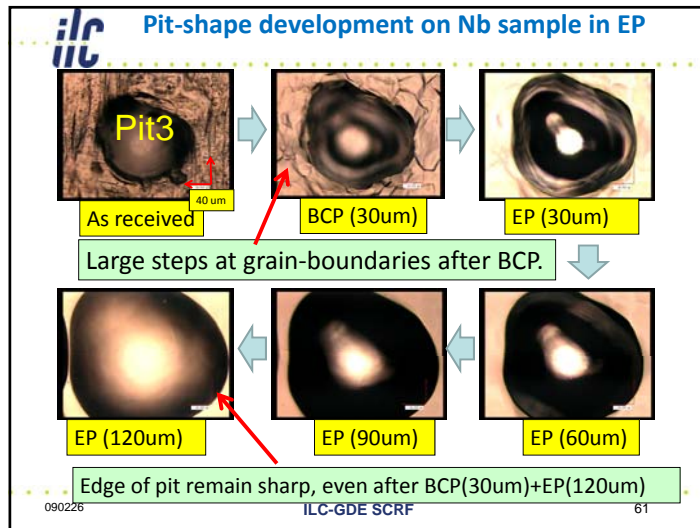 ilc
Pit-shape development on Nb sample in EP
Pit3
40 um
As received
BCP (30um)
EP (30um)
Large steps at grain-boundaries after BCP.
EP (120um)
EP (90um)
EP (60um)
Edge of pit remain sharp, even after BCP(30um)+EP(120um)
090226
ILC-GDE SCRF
61